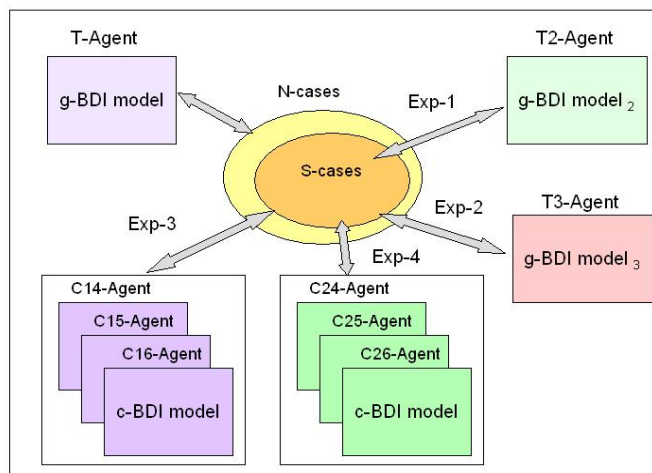 T-Agent
T2-Agent
g-BDI model
N-cases
Exp-1
g-BDI model 2
S-cases
Exp-3
Exp-2
T3-Agent
Exp-4
g-BDI model 3
C14-Agent
C24-Agent
C15-Agent
C25-Agent
C16-Agent
C26-Agent
c-BDI model
c-BDI model